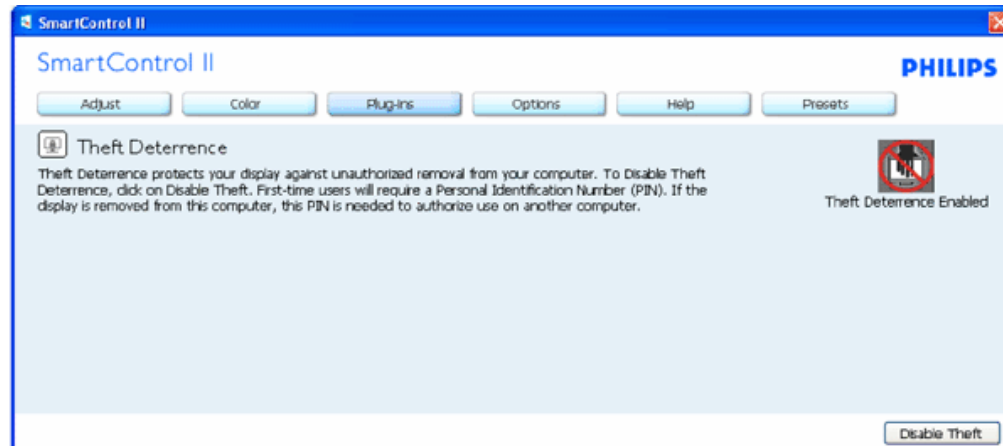 SmartControl II
SmartControl II
PHILIPS
Adjust
Color
Plug-Ins
Options
Help
Presets
Theft Deterrence
Theft Deterrence protects your display against unauthorized removal from your computer. To Disable Theft
Deterrence, click on Disable Theft. First-time users will require a Personal Identification Number (PIN). If the
display is removed from this computer, this PIN is needed to authorize use on another computer.
Theft Deterrence Enabled
Disable Theft